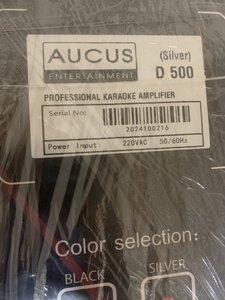 AUCUS
ENTERTAINMENT
(Silver)
D 500
PROFESSIONAL KARAOKE AMPLIFIER
Serial No:
2024100216
Power Input: 220VAC 50/60Hz
Color selection:
BLACK
SILVER